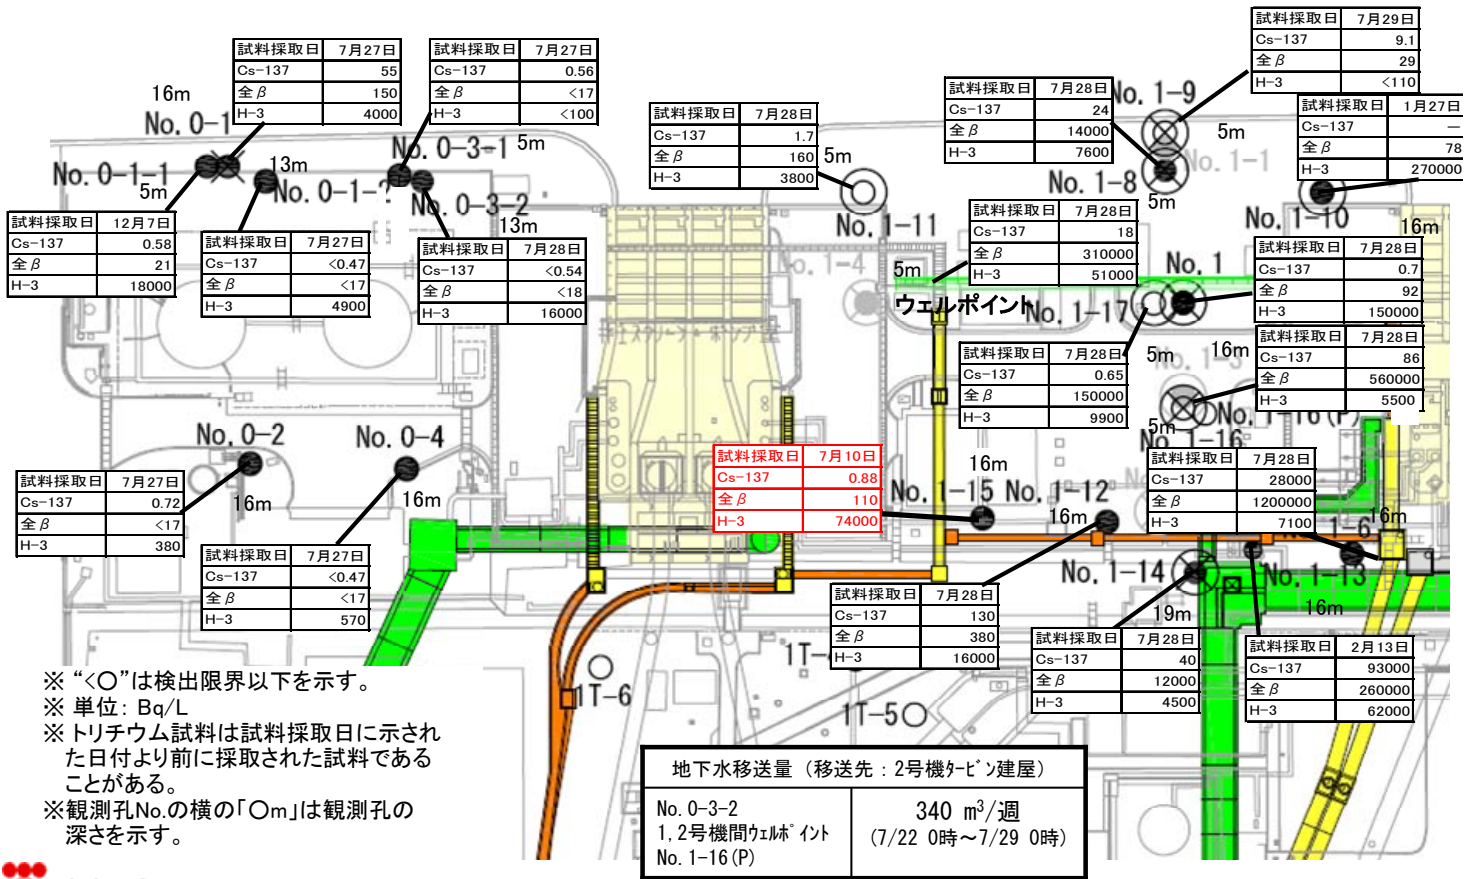 試料採取日 7月27日
Cs-137 55
全β 150
H-3 4000
試料採取日 7月27日
Cs-137 0.56
全β <17
H-3 <100
試料採取日 7月28日
Cs-137 1.7
全β 160
H-3 3800
試料採取日 7月28日
Cs-137 24
全β 14000
H-3 7600
試料採取日 7月29日
Cs-137 9.1
全β 29
H-3 <110
試料採取日 1月27日
Cs-137 —
全β 78
H-3 270000
16m
No. 0-1
No. 0-1-1
5m
13m
No. 0-1-2
No. 0-3-1
5m
No. 0-3-2
13m
5m
No. 1-11
No. 1-9
5m
No. 1-1
No. 1-8
5m
No. 1-10
16m
試料採取日 12月7日
Cs-137 0.58
全β 21
H-3 18000
試料採取日 7月27日
Cs-137 <0.47
全β <17
H-3 4900
試料採取日 7月28日
Cs-137 <0.54
全β <18
H-3 16000
試料採取日 7月28日
Cs-137 18
全β 310000
H-3 51000
試料採取日 7月28日
Cs-137 0.7
全β 92
H-3 150000
5m
ウェルポイント
No. 1-17
No. 1
5m
16m
試料採取日 7月28日
Cs-137 0.65
全β 150000
H-3 9900
試料採取日 7月28日
Cs-137 86
全β 560000
H-3 5500
5m
No. 1-16
No. 1-16(P)
No. 0-2
16m
No. 0-4
16m
試料採取日 7月27日
Cs-137 0.72
全β <17
H-3 380
試料採取日 7月27日
Cs-137 <0.47
全β <17
H-3 570
試料採取日 7月10日
Cs-137 0.88
全β 110
H-3 74000
16m
No. 1-15
No. 1-12
16m
試料採取日 7月28日
Cs-137 28000
全β 1200000
H-3 7100
16m
1-6
No. 1-14
19m
No. 1-13
16m
試料採取日 7月28日
Cs-137 130
全β 380
H-3 16000
試料採取日 7月28日
Cs-137 40
全β 12000
H-3 4500
試料採取日 2月13日
Cs-137 93000
全β 260000
H-3 62000
1T-6
1T-5
※ “<○”は検出限界以下を示す。
※ 単位: Bq/L
※ トリチウム試料は試料採取日に示され
た日付より前に採取された試料である
ことがある。
※観測孔No.の横の「○m」は観測孔の
深さを示す。
地下水移送量 (移送先:2号機タービン建屋)
No. 0-3-2
1, 2号機間ウェルポイント
No. 1-16(P)
340 m³/週
(7/22 0時~7/29 0時)